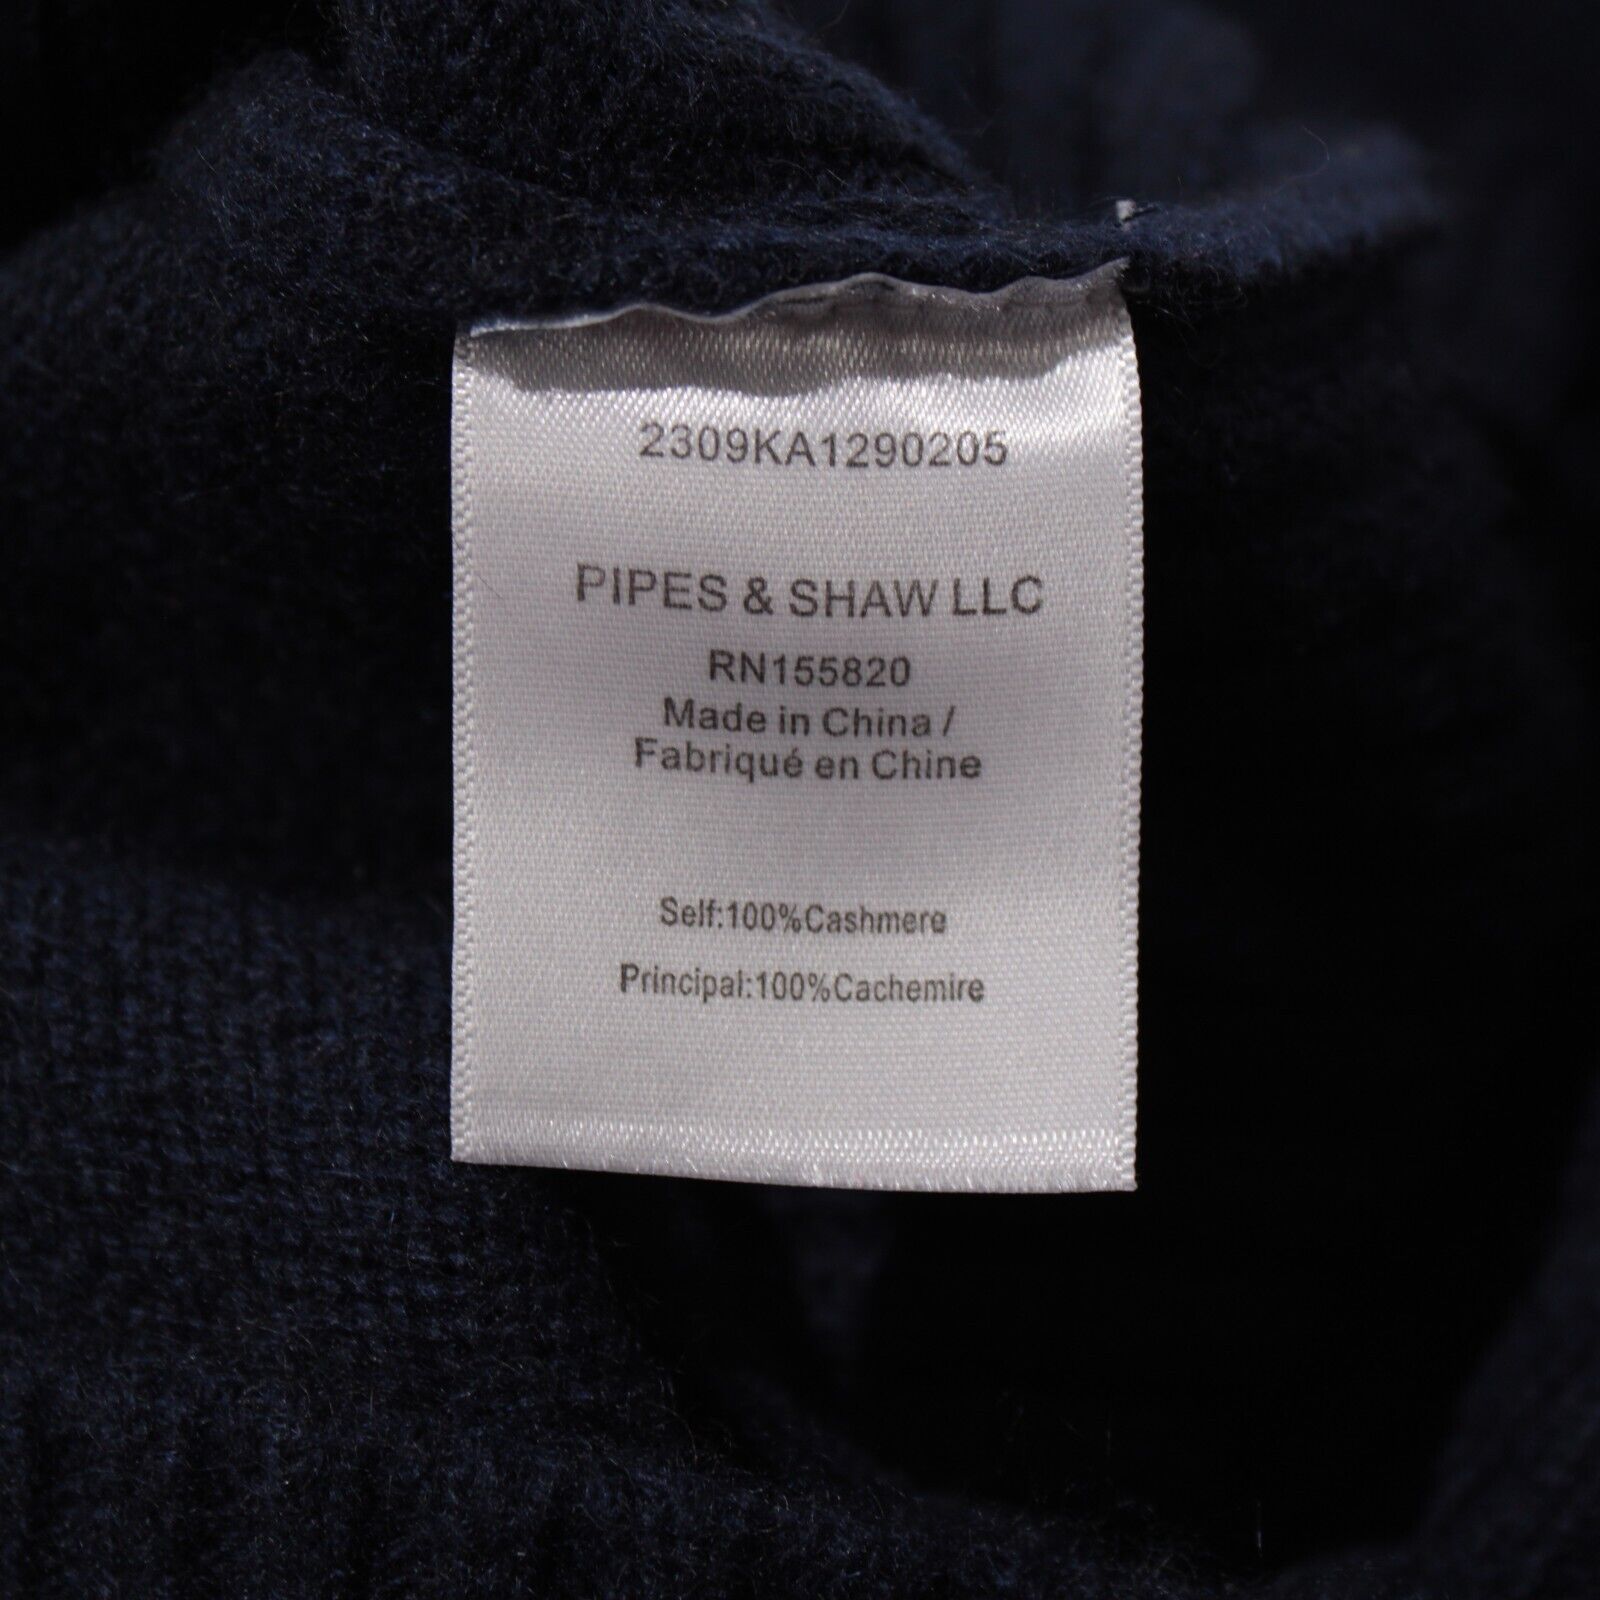 2309KA1290205
PIPES & SHAW LLC
RN155820
Made in China /
Fabriqué en Chine
Self:100%Cashmere
Principal:100%Cachemire